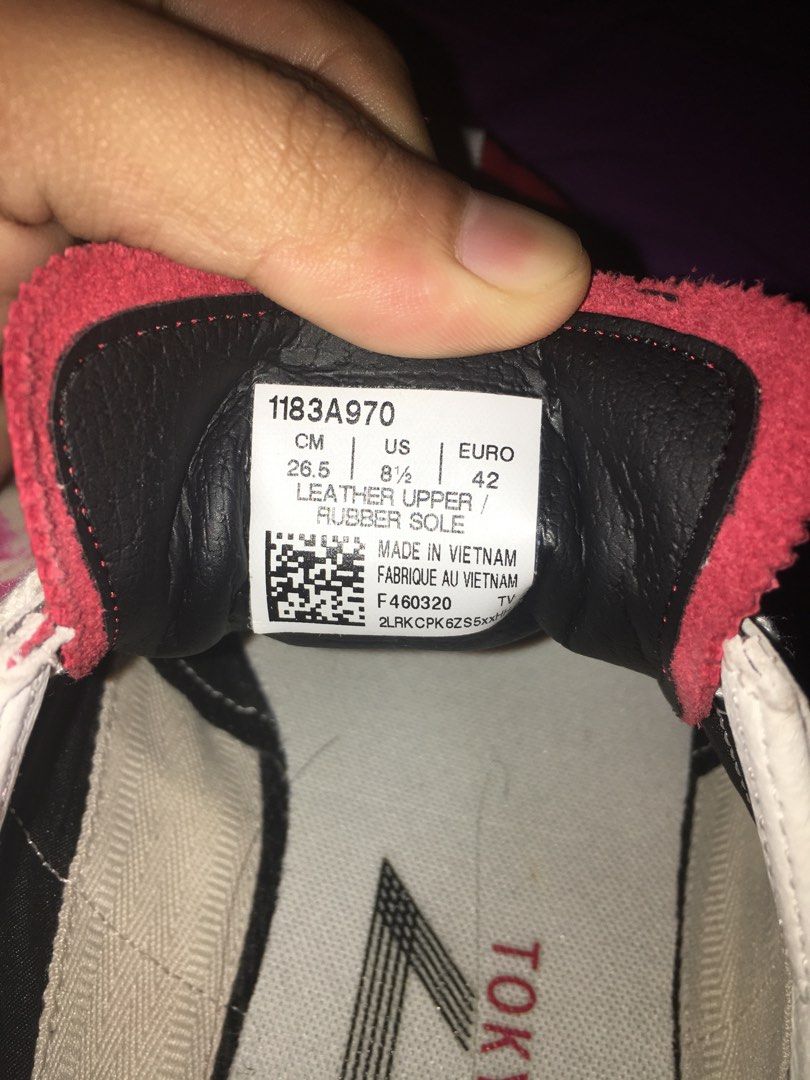 1183A970
CM US EURO
26.5 8½ 42
LEATHER UPPER /
RUBBER SOLE
MADE IN VIETNAM
FABRIQUE AU VIETNAM
F460320 TV
TOKY